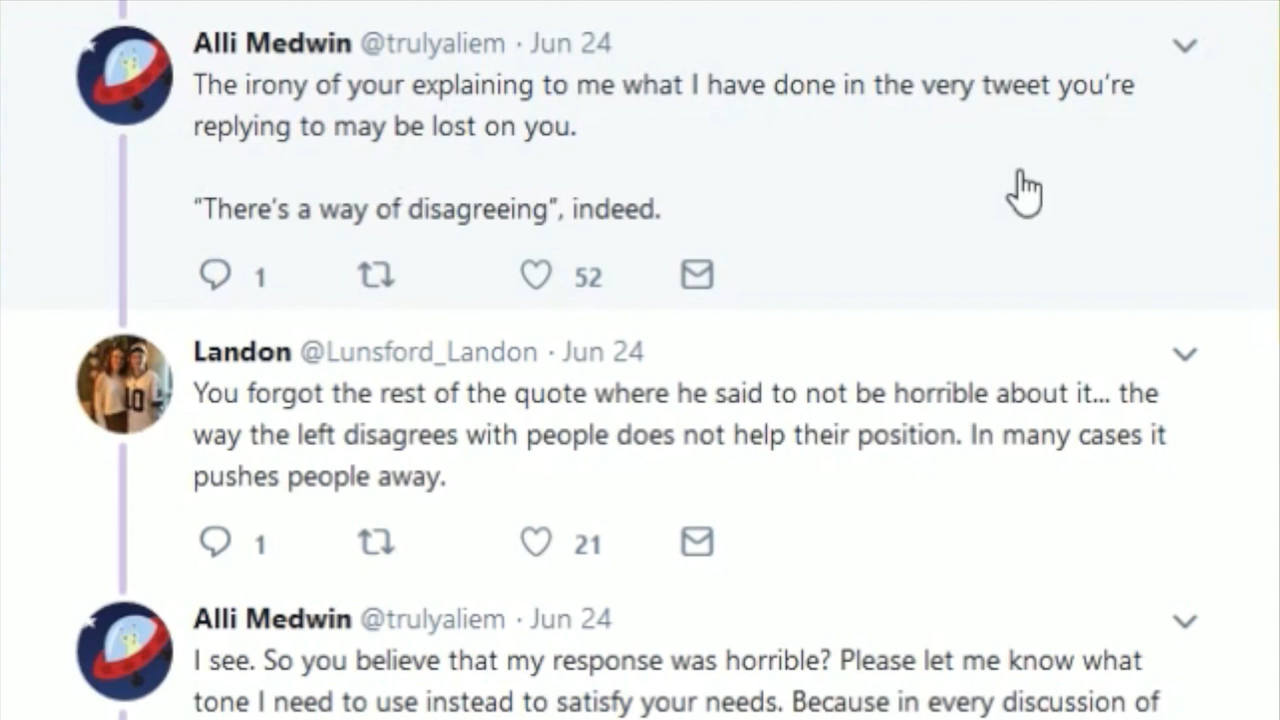 Alli Medwin @trulyaliem · Jun 24
The irony of your explaining to me what I have done in the very tweet you're
replying to may be lost on you.
"There's a way of disagreeing", indeed.
1 52
Landon @Lunsford_Landon · Jun 24
You forgot the rest of the quote where he said to not be horrible about it... the
way the left disagrees with people does not help their position. In many cases it
pushes people away.
1 21
Alli Medwin @trulyaliem · Jun 24
I see. So you believe that my response was horrible? Please let me know what
tone I need to use instead to satisfy your needs. Because in every discussion of